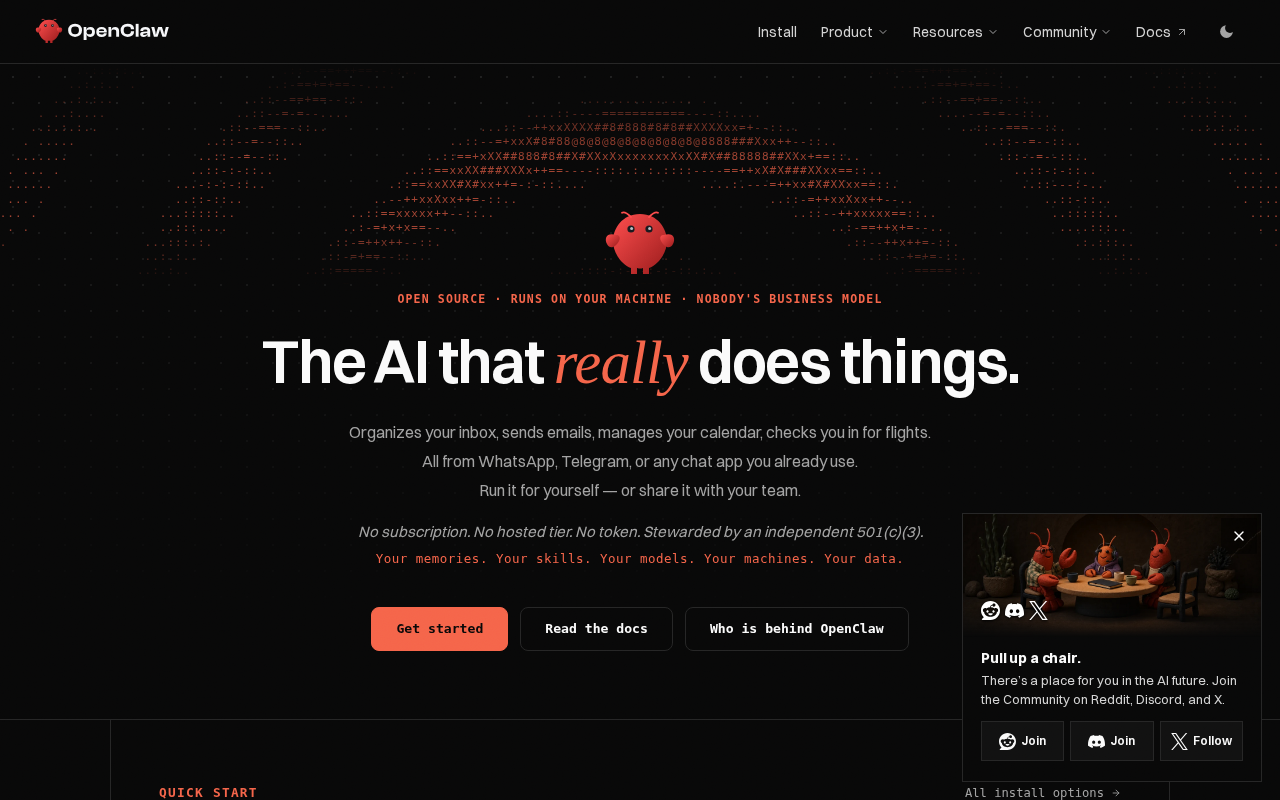 OpenClaw
Install
Product
Resources
Community
Docs
OPEN SOURCE · RUNS ON YOUR MACHINE · NOBODY'S BUSINESS MODEL
The AI that really does things.
Organizes your inbox, sends emails, manages your calendar, checks you in for flights.
All from WhatsApp, Telegram, or any chat app you already use.
Run it for yourself — or share it with your team.
No subscription. No hosted tier. No token. Stewarded by an independent 501(c)(3).
Your memories. Your skills. Your models. Your machines. Your data.
Get started
Read the docs
Who is behind OpenClaw
Pull up a chair.
There's a place for you in the AI future. Join
the Community on Reddit, Discord, and X.
Join
Join
Follow
QUICK START
All install options →